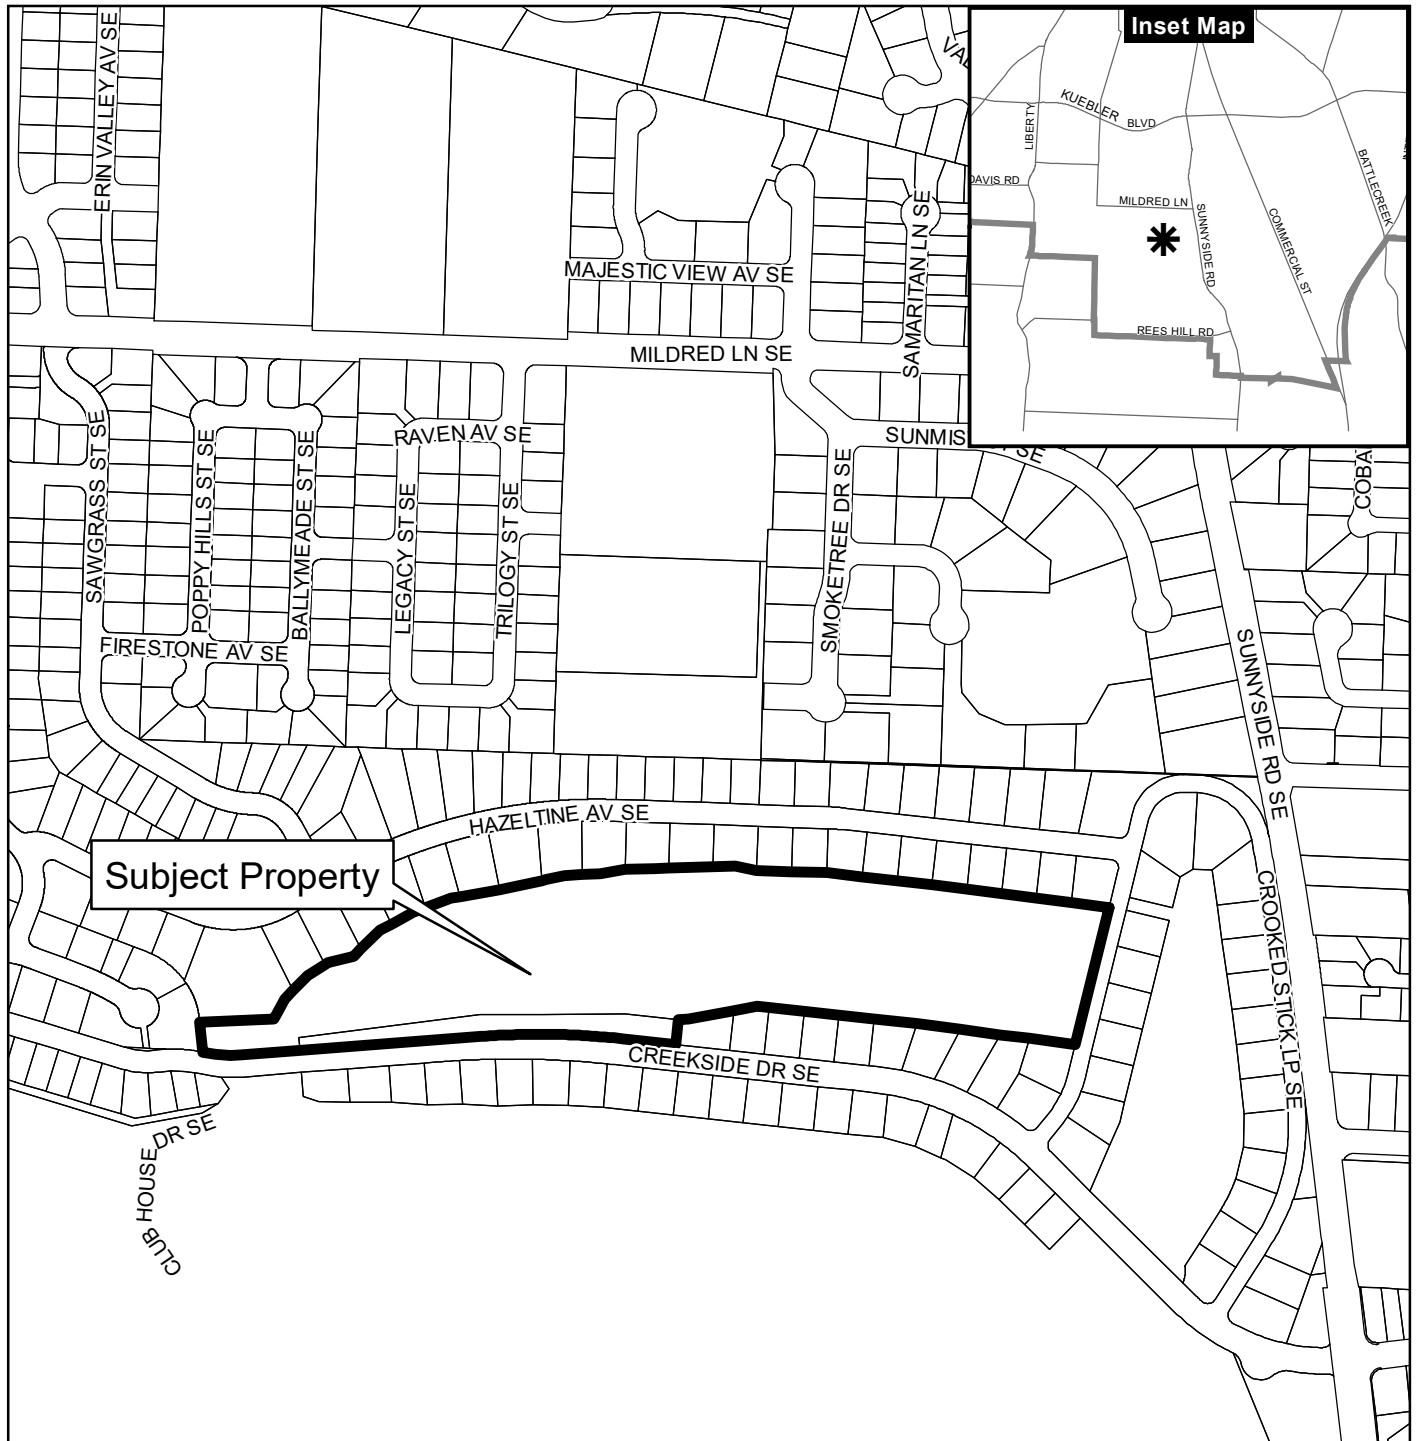 Inset Map
KUEBLER
BLVD
LIBERTY
DAVIS RD
MILDRED LN
SUNNYSIDE RD
COMMERCIAL ST
BATTLECREEK
REES HILL RD
ERIN VALLEY AV SE
MAJESTIC VIEW AV SE
SAMARITAN LN SE
MILDRED LN SE
RAVEN AV SE
SUNMIS
SE
COBA
SAWGRASS ST SE
POPPY HILLS ST SE
BALLYMEADE ST SE
LEGACY ST SE
TRILOGY ST SE
SMOKETREE DR SE
FIRESTONE AV SE
SUNNYSIDE RD SE
HAZELTINE AV SE
Subject Property
CROOKED STICK LP SE
CREEKSIDE DR SE
CLUB HOUSE DR SE